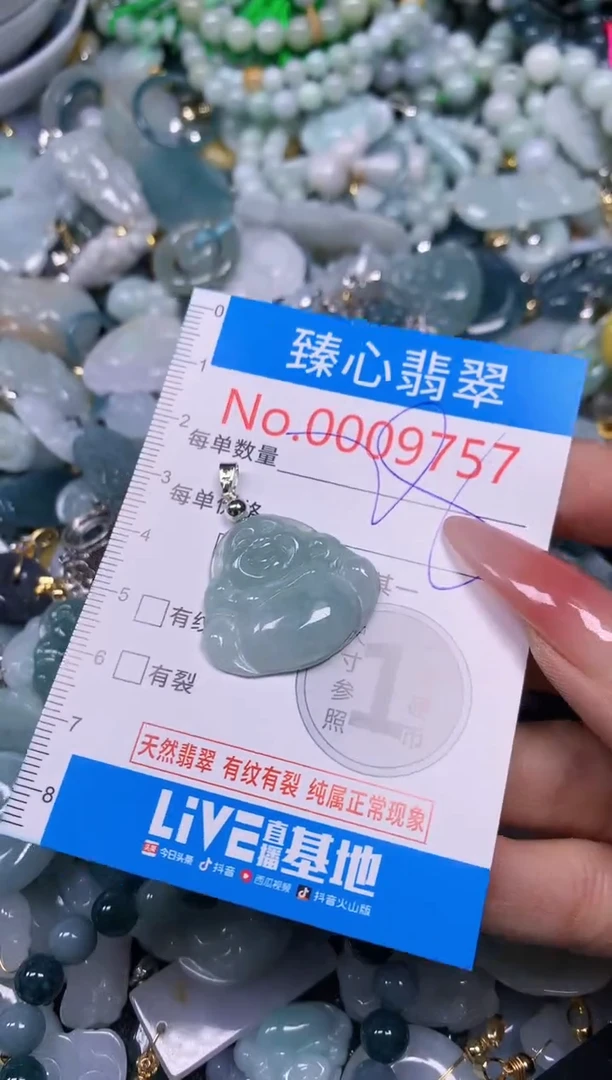 0
臻心翡翠
1
No.0009757
2
每单数量
3
每单价格
4
其一
5
有纹
寸参照
1
6
有裂
7
天然翡翠 有纹有裂 纯属正常现象
8
LiVE直播基地
今日头条 抖音 西瓜视频 抖音火山版